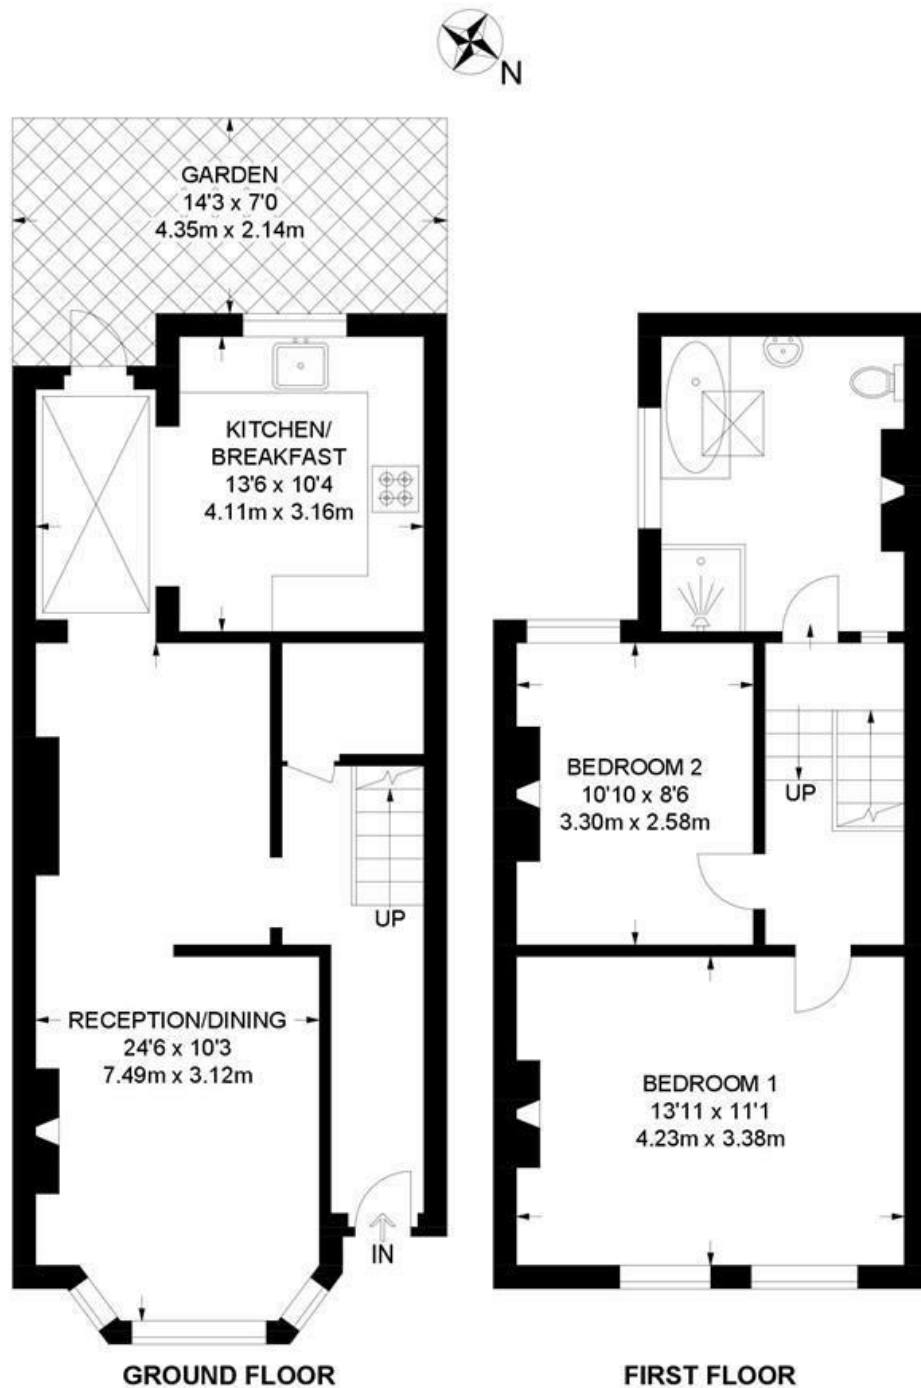 N
GARDEN
14'3 x 7'0
4.35m x 2.14m
KITCHEN/
BREAKFAST
13'6 x 10'4
4.11m x 3.16m
UP
RECEPTION/DINING
24'6 x 10'3
7.49m x 3.12m
IN
GROUND FLOOR
BEDROOM 2
10'10 x 8'6
3.30m x 2.58m
UP
BEDROOM 1
13'11 x 11'1
4.23m x 3.38m
FIRST FLOOR